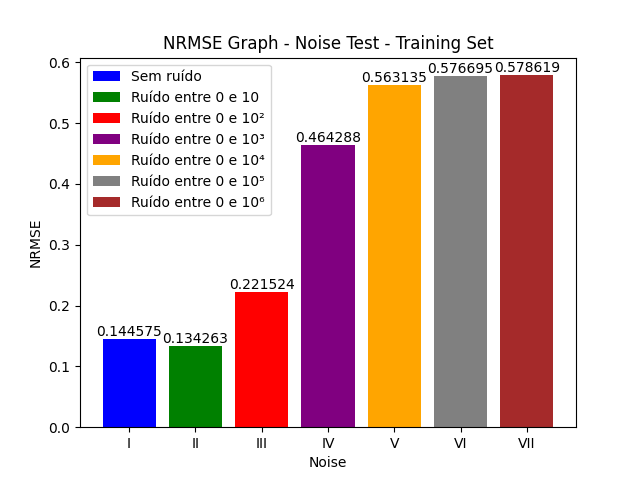 NRMSE Graph - Noise Test - Training Set
0.6
0.5
0.4
0.3
0.2
0.1
0.0
NRMSE
Sem ruído
Ruído entre 0 e 10
Ruído entre 0 e 10²
Ruído entre 0 e 10³
Ruído entre 0 e 10⁴
Ruído entre 0 e 10⁵
Ruído entre 0 e 10⁶
0.144575
0.134263
0.221524
0.464288
0.563135
0.576695
0.578619
I
II
III
IV
V
VI
VII
Noise